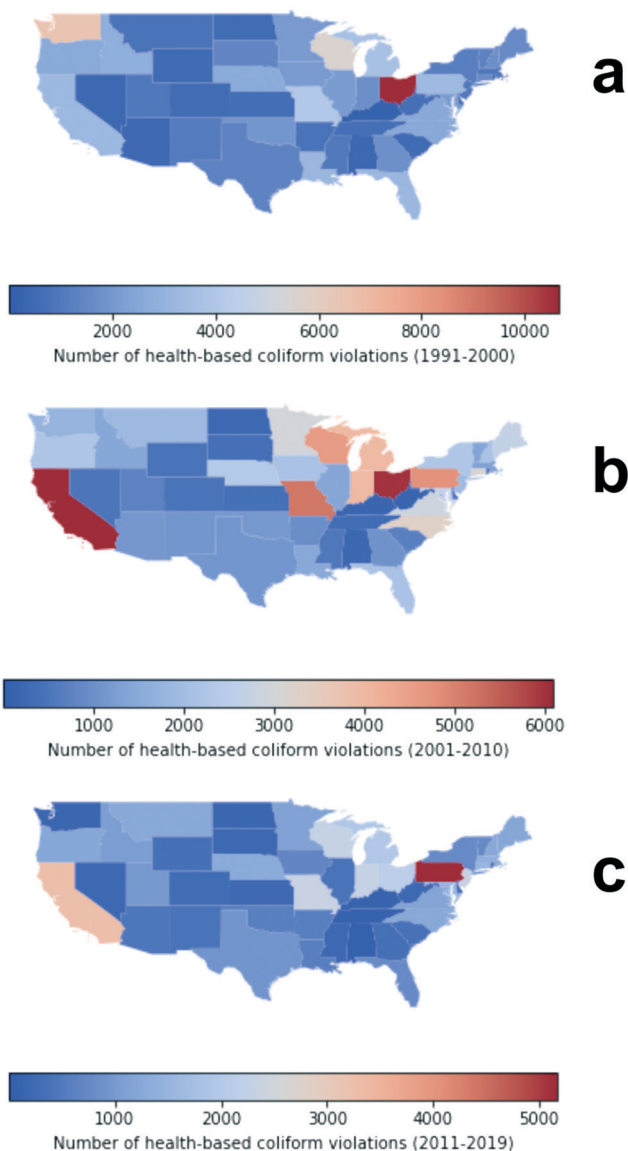 a
2000 4000 6000 8000 10000
Number of health-based coliform violations (1991-2000)
b
1000 2000 3000 4000 5000 6000
Number of health-based coliform violations (2001-2010)
c
1000 2000 3000 4000 5000
Number of health-based coliform violations (2011-2019)